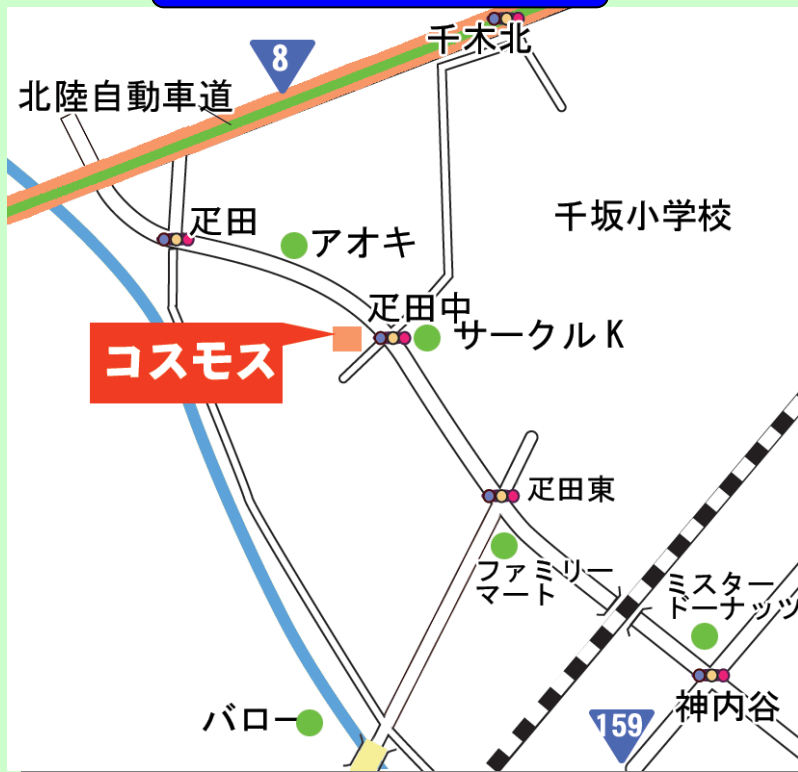 千木北
8
北陸自動車道
疋田
アオキ
千坂小学校
疋田中
サークルK
コスモス
疋田東
ファミリー
マート
ミスター
ドーナッツ
神内谷
バロー
159